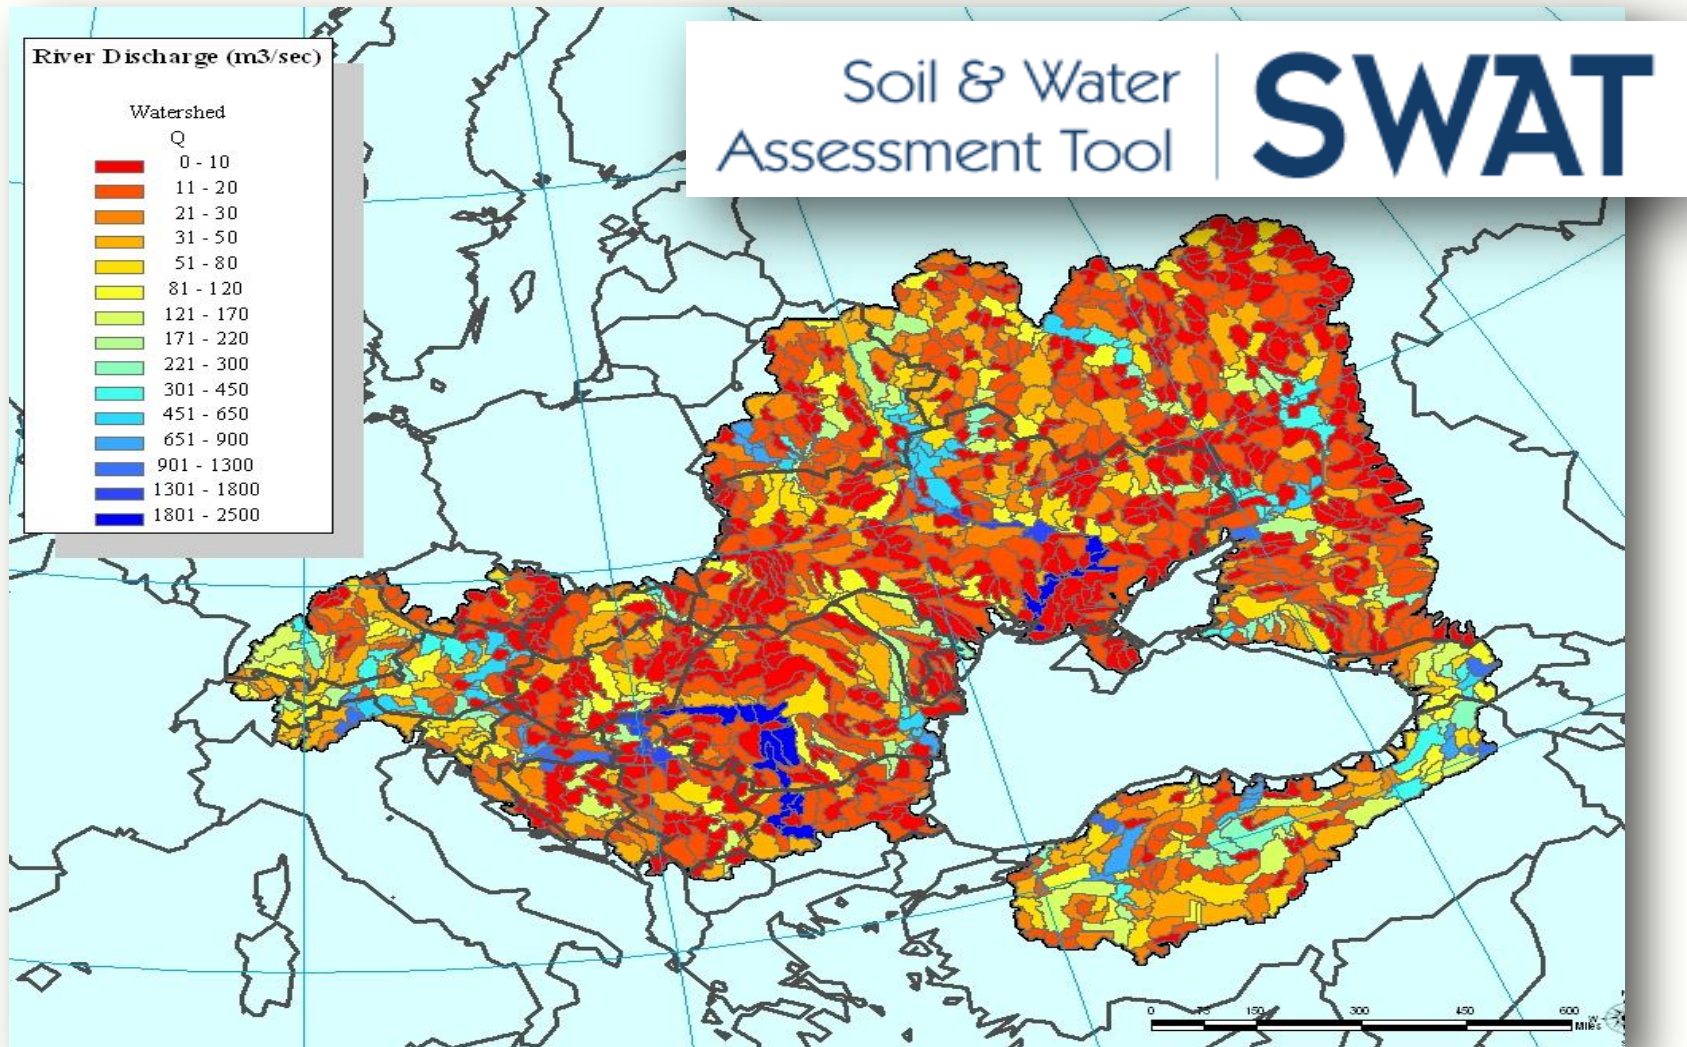 River Discharge (m3/sec)
Watershed
Q
0 - 10
11 - 20
21 - 30
31 - 50
51 - 80
81 - 120
121 - 170
171 - 220
221 - 300
301 - 450
451 - 650
651 - 900
901 - 1300
1301 - 1800
1801 - 2500
Soil & Water
Assessment Tool
SWAT
0 75 150 300 450 600
Miles
W